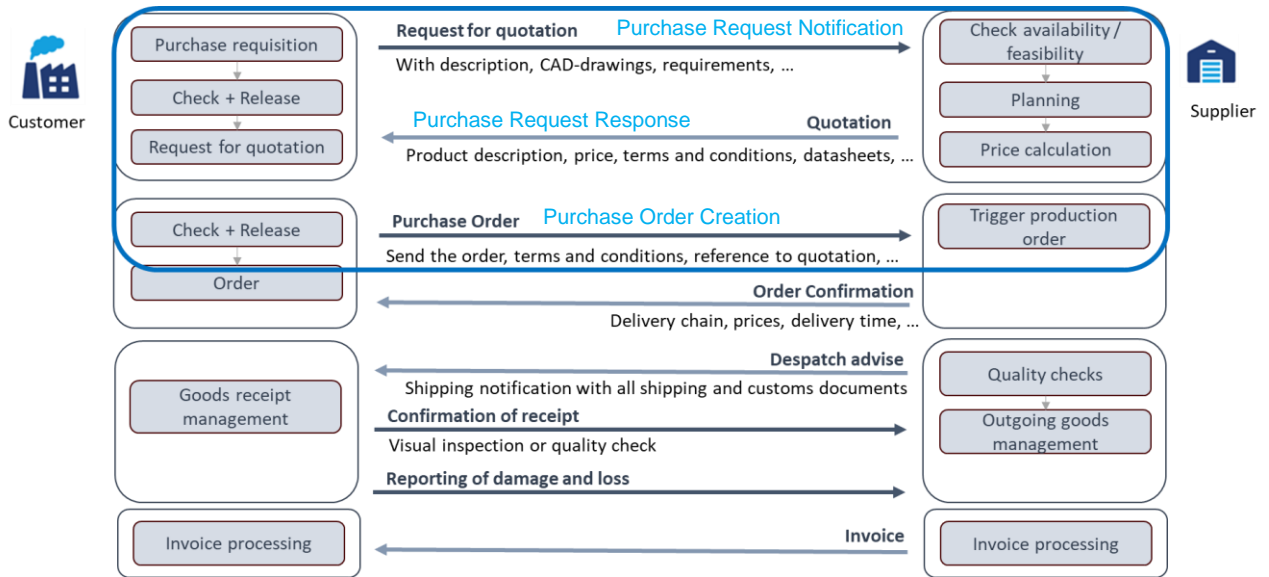 Customer
Purchase requisition
Check + Release
Request for quotation
Request for quotation
Purchase Request Notification
With description, CAD-drawings, requirements, ...
Purchase Request Response
Quotation
Product description, price, terms and conditions, datasheets, ...
Check availability /
feasibility
Planning
Price calculation
Supplier
Check + Release
Order
Purchase Order
Purchase Order Creation
Send the order, terms and conditions, reference to quotation, ...
Trigger production
order
Order Confirmation
Delivery chain, prices, delivery time, ...
Goods receipt
management
Despatch advise
Shipping notification with all shipping and customs documents
Confirmation of receipt
Visual inspection or quality check
Reporting of damage and loss
Quality checks
Outgoing goods
management
Invoice processing
Invoice
Invoice processing